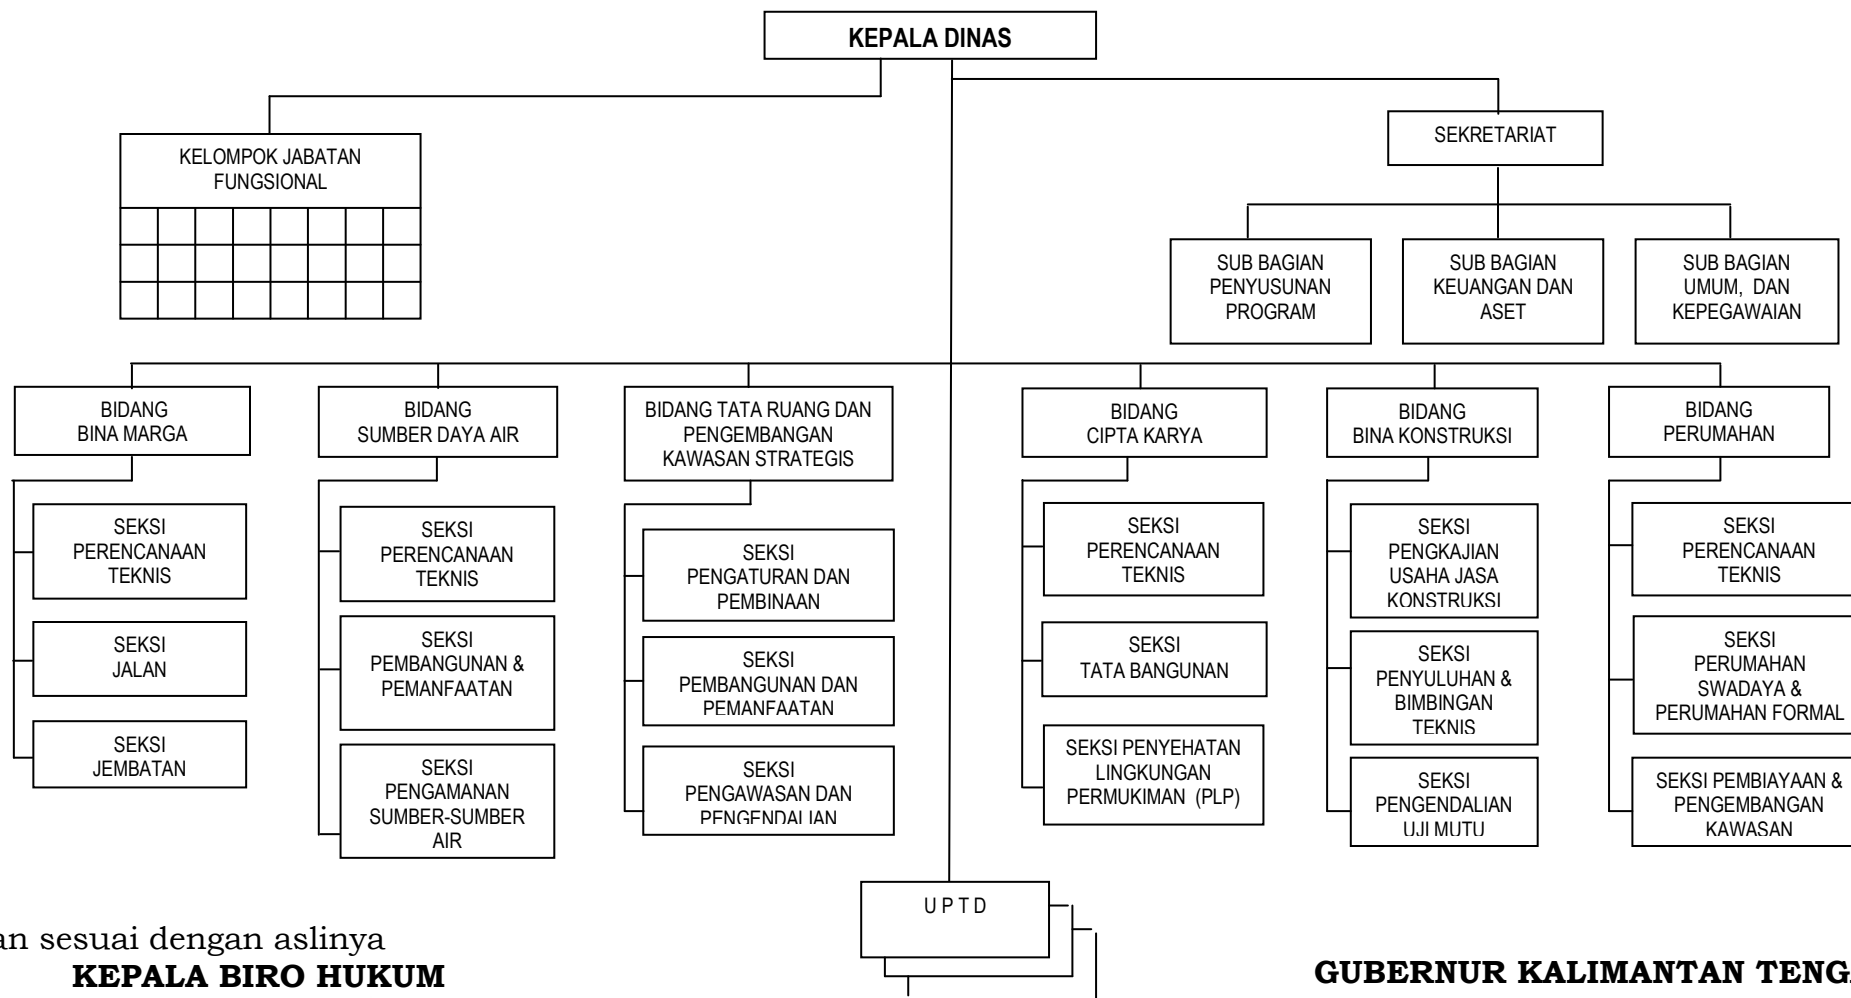 KEPALA DINAS
SEKRETARIAT
KELOMPOK JABATAN
FUNGSIONAL
SUB BAGIAN
PENYUSUNAN
PROGRAM
SUB BAGIAN
KEUANGAN DAN
ASET
SUB BAGIAN
UMUM, DAN
KEPEGAWAIAN
BIDANG
BINA MARGA
BIDANG
SUMBER DAYA AIR
BIDANG TATA RUANG DAN
PENGEMBANGAN
KAWASAN STRATEGIS
BIDANG
CIPTA KARYA
BIDANG
BINA KONSTRUKSI
BIDANG
PERUMAHAN
SEKSI
PERENCANAAN
TEKNIS
SEKSI
JALAN
SEKSI
JEMBATAN
SEKSI
PERENCANAAN
TEKNIS
SEKSI
PEMBANGUNAN &
PEMANFAATAN
SEKSI
PENGAMANAN
SUMBER-SUMBER
AIR
SEKSI
PENGATURAN DAN
PEMBINAAN
SEKSI
PEMBANGUNAN DAN
PEMANFAATAN
SEKSI
PENGAWASAN DAN
PENGENDALIAN
SEKSI
PERENCANAAN
TEKNIS
SEKSI
TATA BANGUNAN
SEKSI PENYEHATAN
LINGKUNGAN
PERMUKIMAN (PLP)
SEKSI
PENGKAJIAN
USAHA JASA
KONSTRUKSI
SEKSI
PENYULUHAN &
BIMBINGAN
TEKNIS
SEKSI
PENGENDALIAN
UJI MUTU
SEKSI
PERENCANAAN
TEKNIS
SEKSI
PERUMAHAN
SWADAYA &
PERUMAHAN FORMAL
SEKSI PEMBIAYAAN &
PENGEMBANGAN
KAWASAN
U P T D
an sesuai dengan aslinya
KEPALA BIRO HUKUM
GUBERNUR KALIMANTAN TENGA